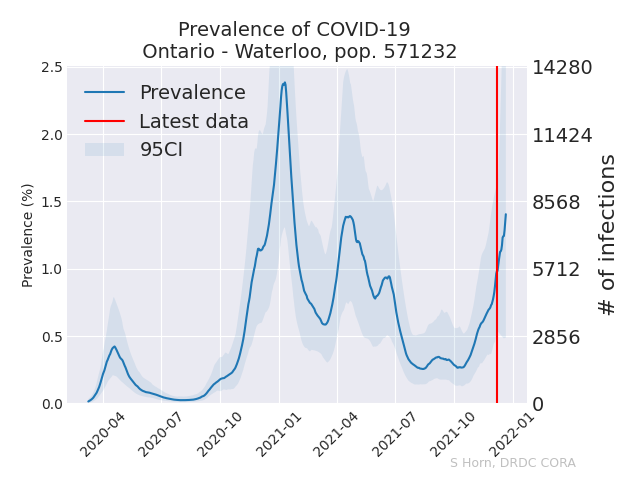 Prevalence of COVID-19
Ontario - Waterloo, pop. 571232
Prevalence
Latest data
95CI
Prevalence (%)
2.5
2.0
1.5
1.0
0.5
0.0
14280
11424
8568
5712
2856
0
# of infections
2020-04
2020-07
2020-10
2021-01
2021-04
2021-07
2021-10
2022-01
S Horn, DRDC CORA